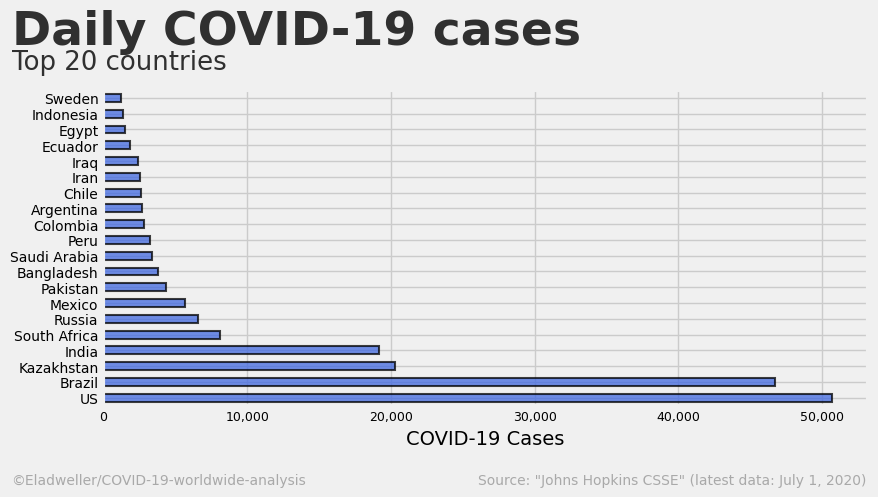 Daily COVID-19 cases
Top 20 countries
Sweden
Indonesia
Egypt
Ecuador
Iraq
Iran
Chile
Argentina
Colombia
Peru
Saudi Arabia
Bangladesh
Pakistan
Mexico
Russia
South Africa
India
Kazakhstan
Brazil
US
0 10,000 20,000 30,000 40,000 50,000
COVID-19 Cases
©Eladweller/COVID-19-worldwide-analysis Source: "Johns Hopkins CSSE" (latest data: July 1, 2020)